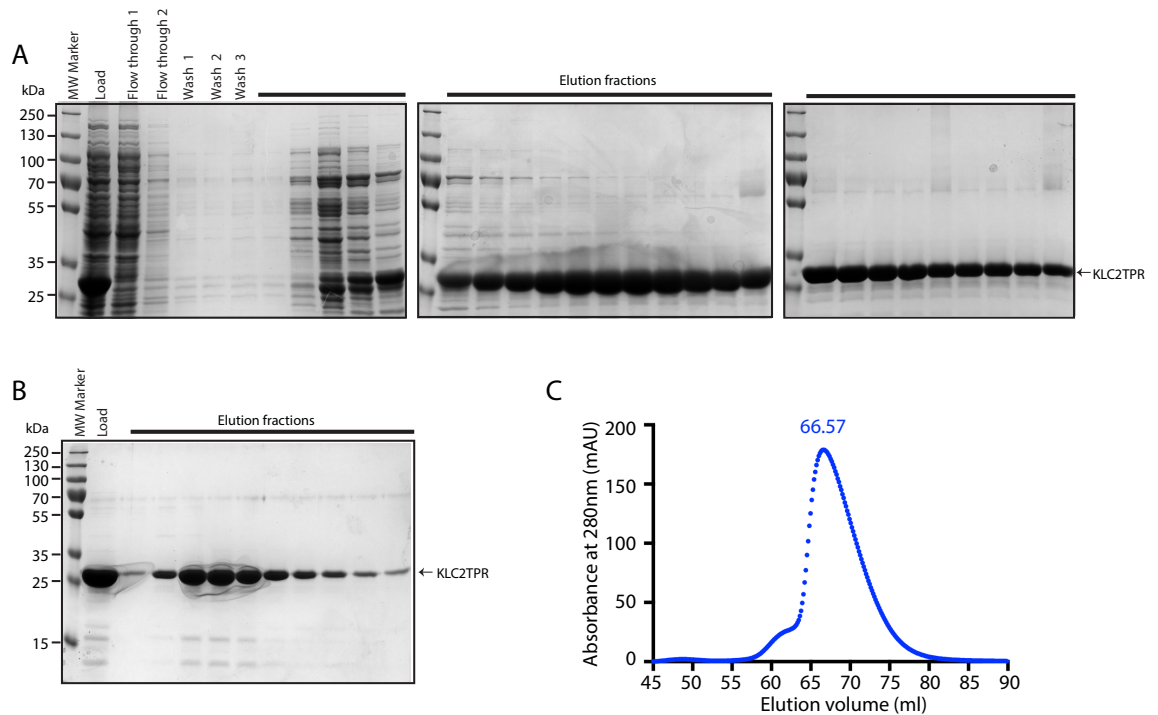 A
kDa
MW Marker
Load
Flow through 1
Flow through 2
Wash 1
Wash 2
Wash 3
Elution fractions
250
130
100
70
55
35
25
←KLC2TPR
B
kDa
MW Marker
Load
Elution fractions
250
130
100
70
55
35
25
15
← KLC2TPR
C
66.57
Absorbance at 280nm (mAU)
200
150
100
50
0
45 50 55 60 65 70 75 80 85 90
Elution volume (ml)